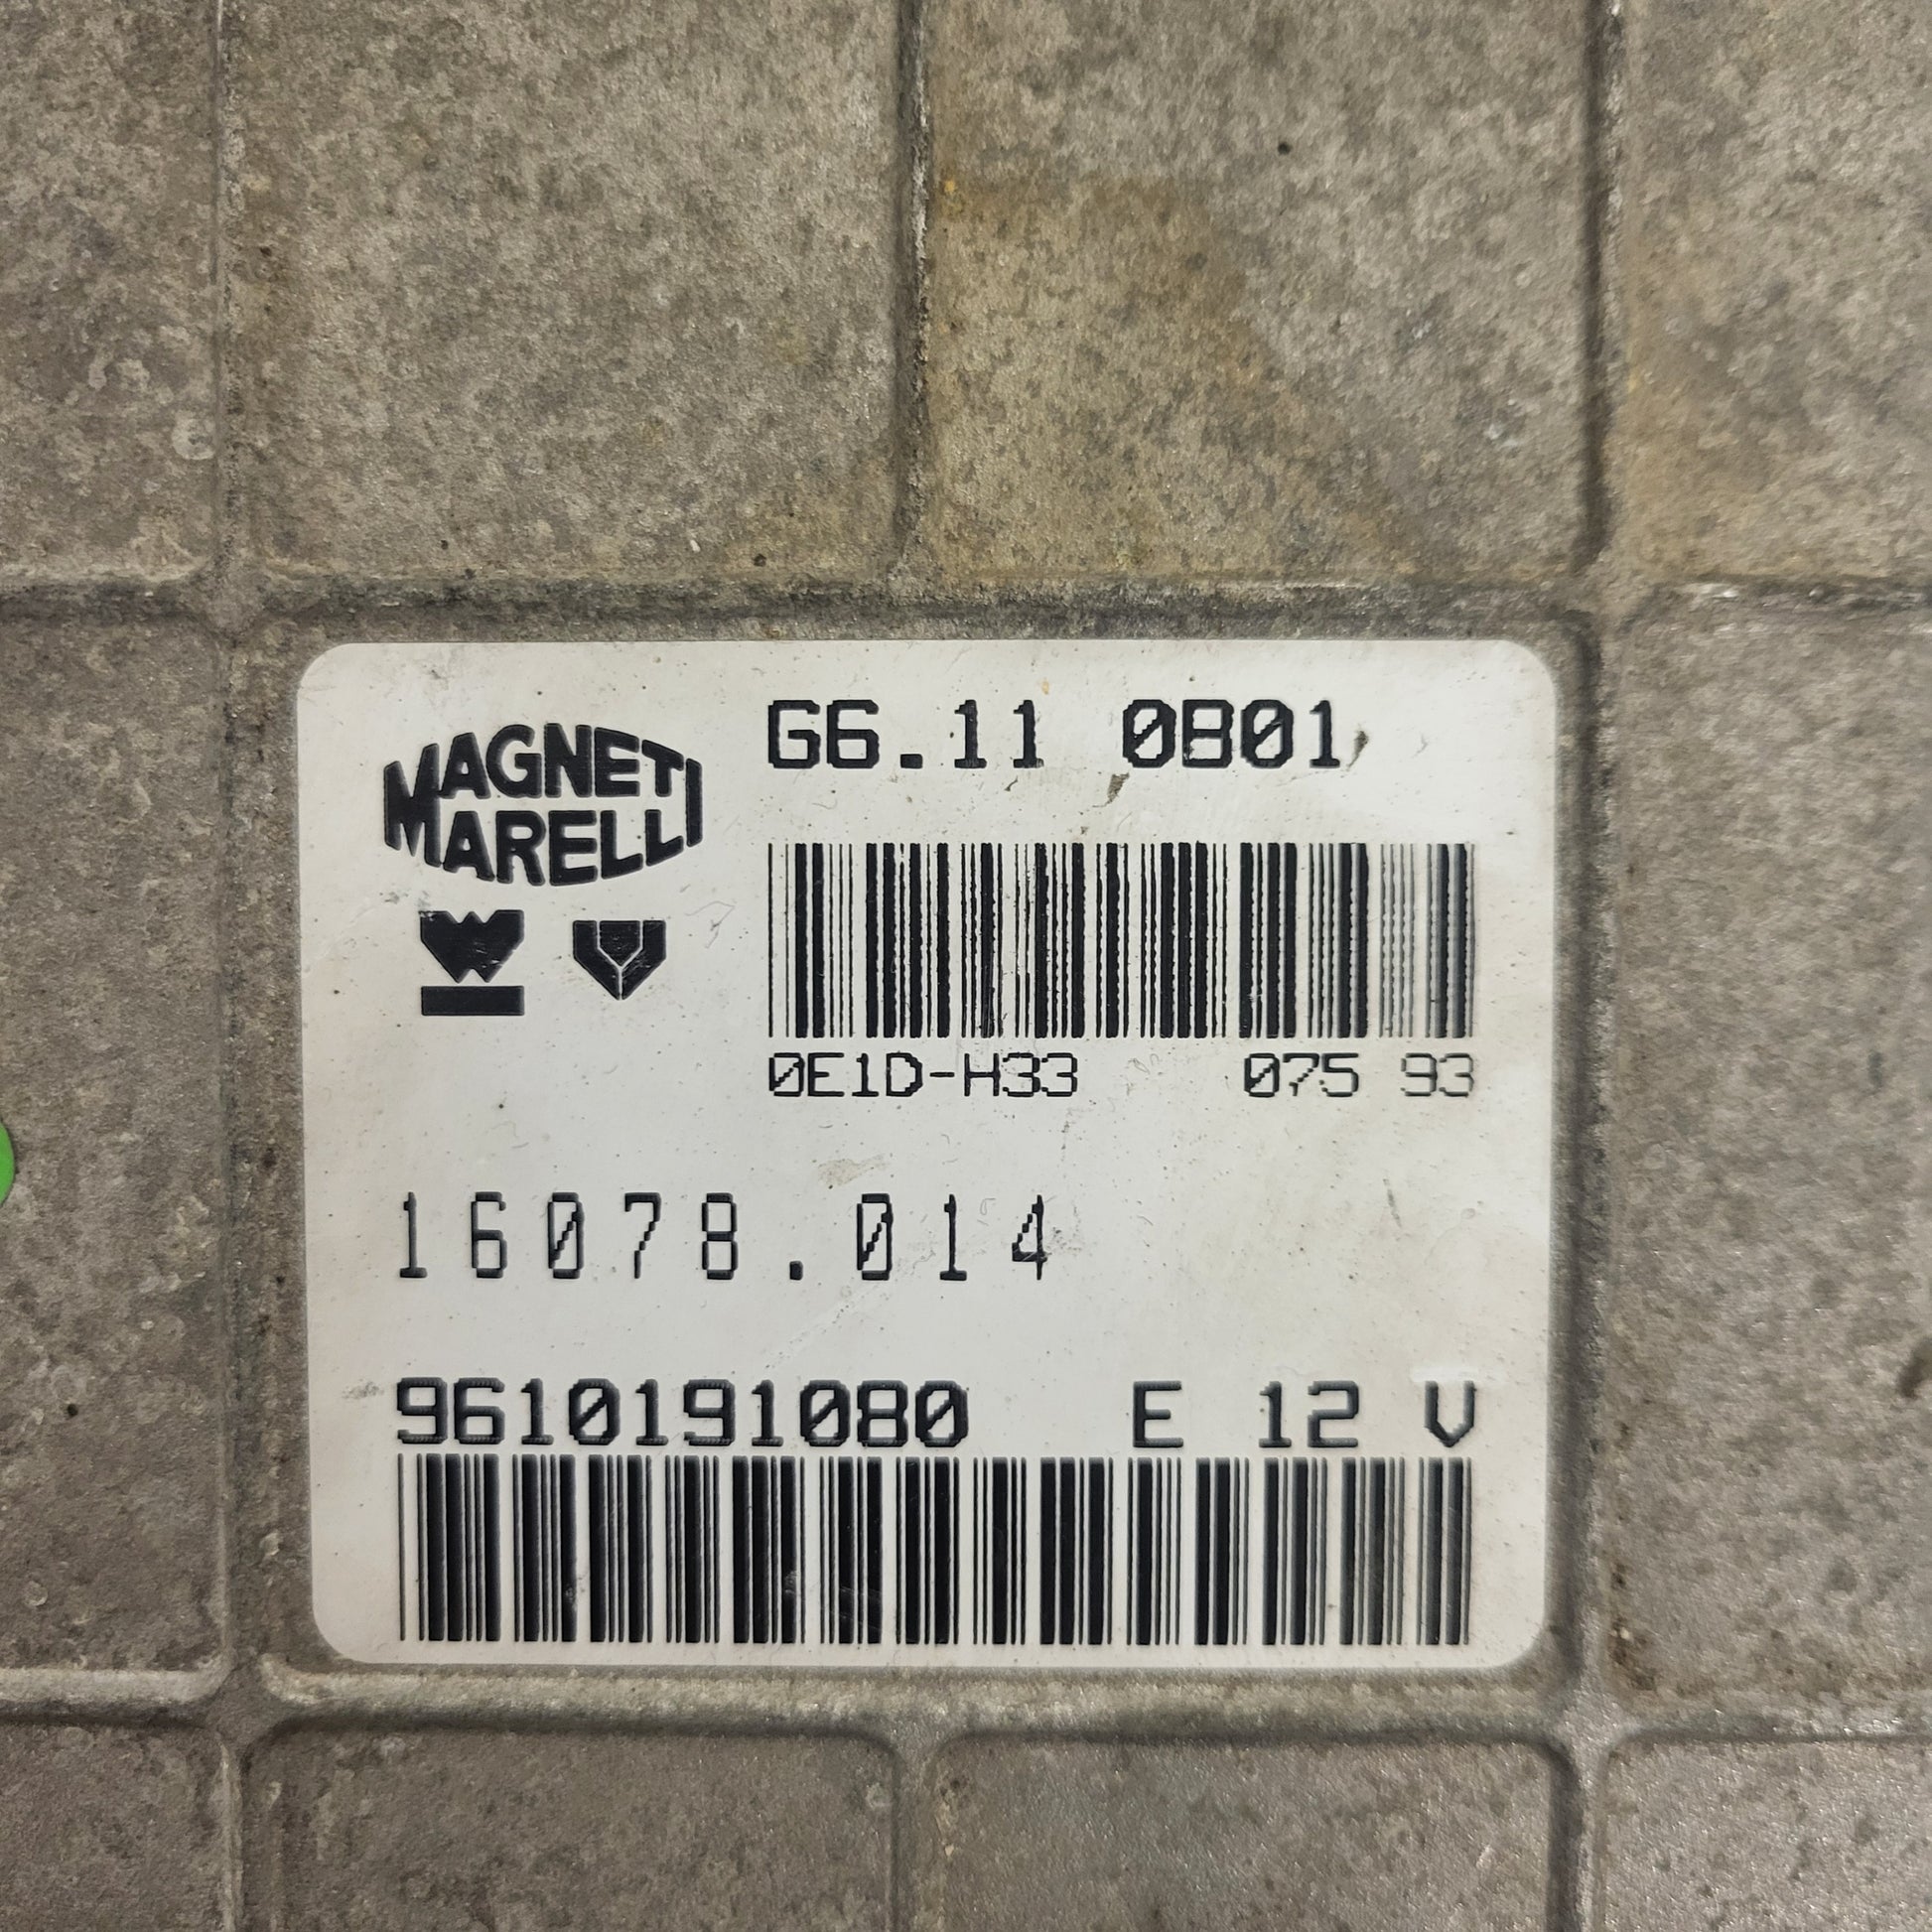 MAGNETI
MARELLI
G6.11 0B01
0E1D-H33 075 93
16078.014
9610191080 E 12 V